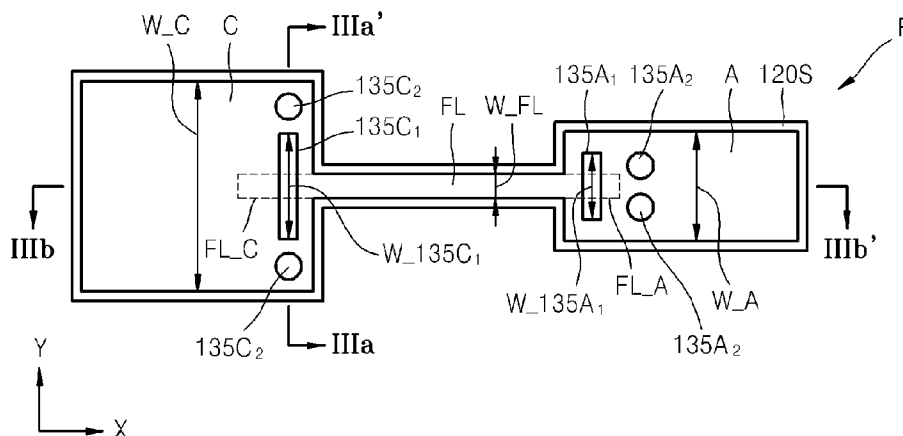 W_C C IIIa' F
135C₂ 135A₁ 135A₂ A 120S
135C₁ FL W_FL
IIIb IIIb'
FL_C W_135C₁ W_135A₁ FL_A W_A
135C₂ IIIa 135A₂
Y
X